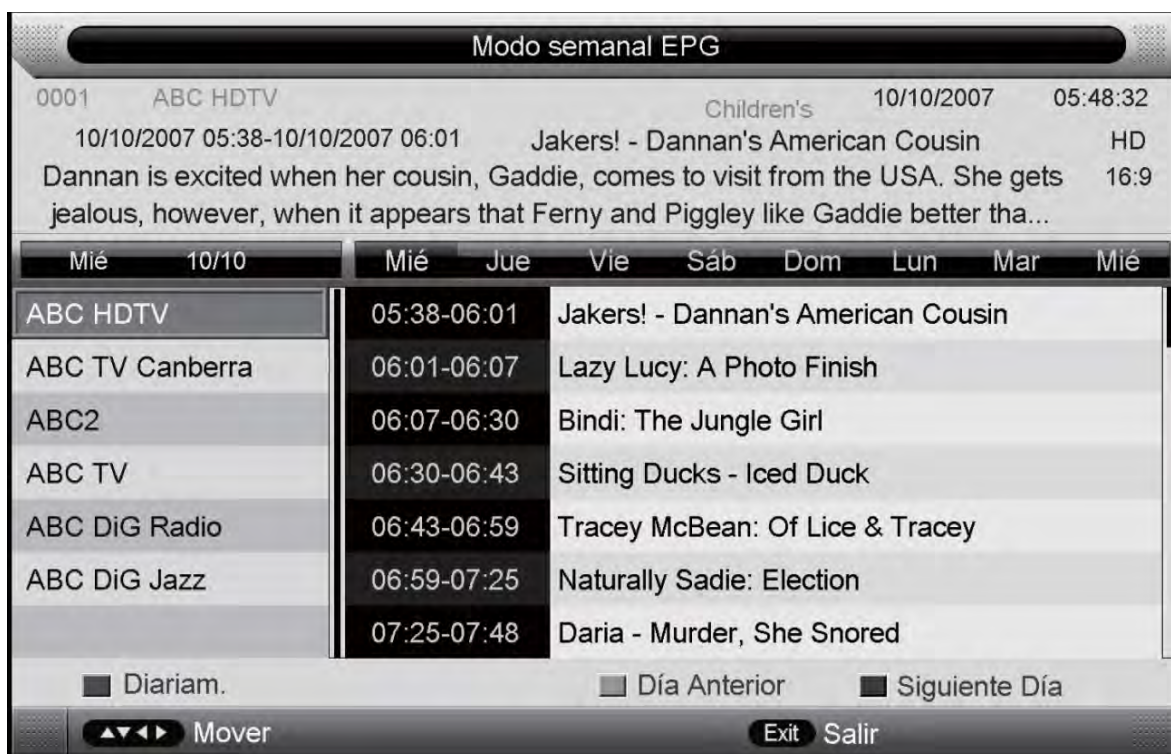 Modo semanal EPG
0001 ABC HDTV Children's 10/10/2007 05:48:32
10/10/2007 05:38-10/10/2007 06:01 Jakers! - Dannan's American Cousin HD
Dannan is excited when her cousin, Gaddie, comes to visit from the USA. She gets 16:9
jealous, however, when it appears that Ferny and Piggley like Gaddie better tha...
Mié 10/10 Mié Jue Vie Sáb Dom Lun Mar Mié
ABC HDTV 05:38-06:01 Jakers! - Dannan's American Cousin
ABC TV Canberra 06:01-06:07 Lazy Lucy: A Photo Finish
ABC2 06:07-06:30 Bindi: The Jungle Girl
ABC TV 06:30-06:43 Sitting Ducks - Iced Duck
ABC DiG Radio 06:43-06:59 Tracey McBean: Of Lice & Tracey
ABC DiG Jazz 06:59-07:25 Naturally Sadie: Election
07:25-07:48 Daria - Murder, She Snored
Diariam. Día Anterior Siguiente Día
Mover Exit Salir